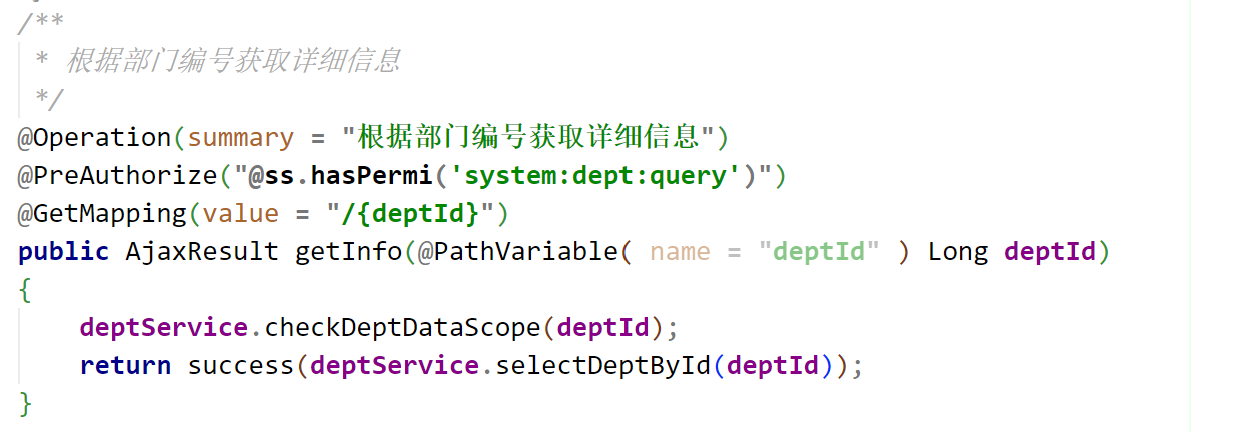 /**
 * 根据部门编号获取详细信息
 */
@Operation(summary = "根据部门编号获取详细信息")
@PreAuthorize("@ss.hasPermi('system:dept:query')")
@GetMapping(value = "/{deptId}")
public AjaxResult getInfo(@PathVariable( name = "deptId" ) Long deptId)
{
    deptService.checkDeptDataScope(deptId);
    return success(deptService.selectDeptById(deptId));
}